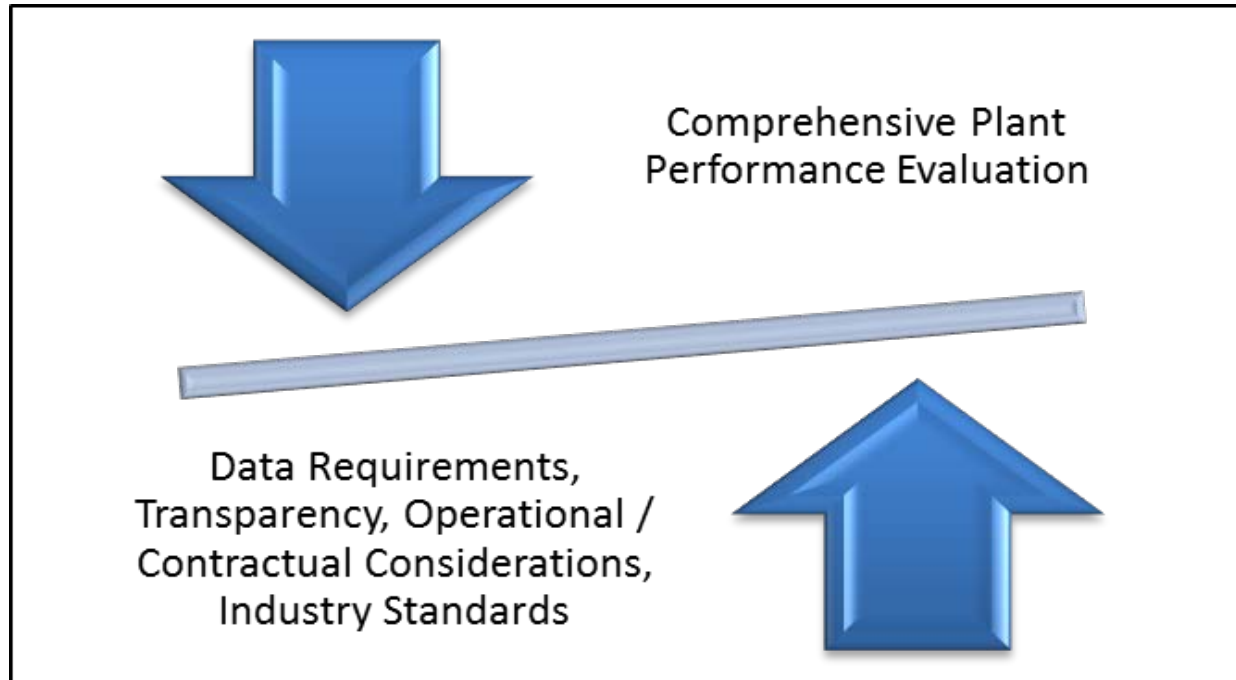 Comprehensive Plant
Performance Evaluation
Data Requirements,
Transparency, Operational /
Contractual Considerations,
Industry Standards